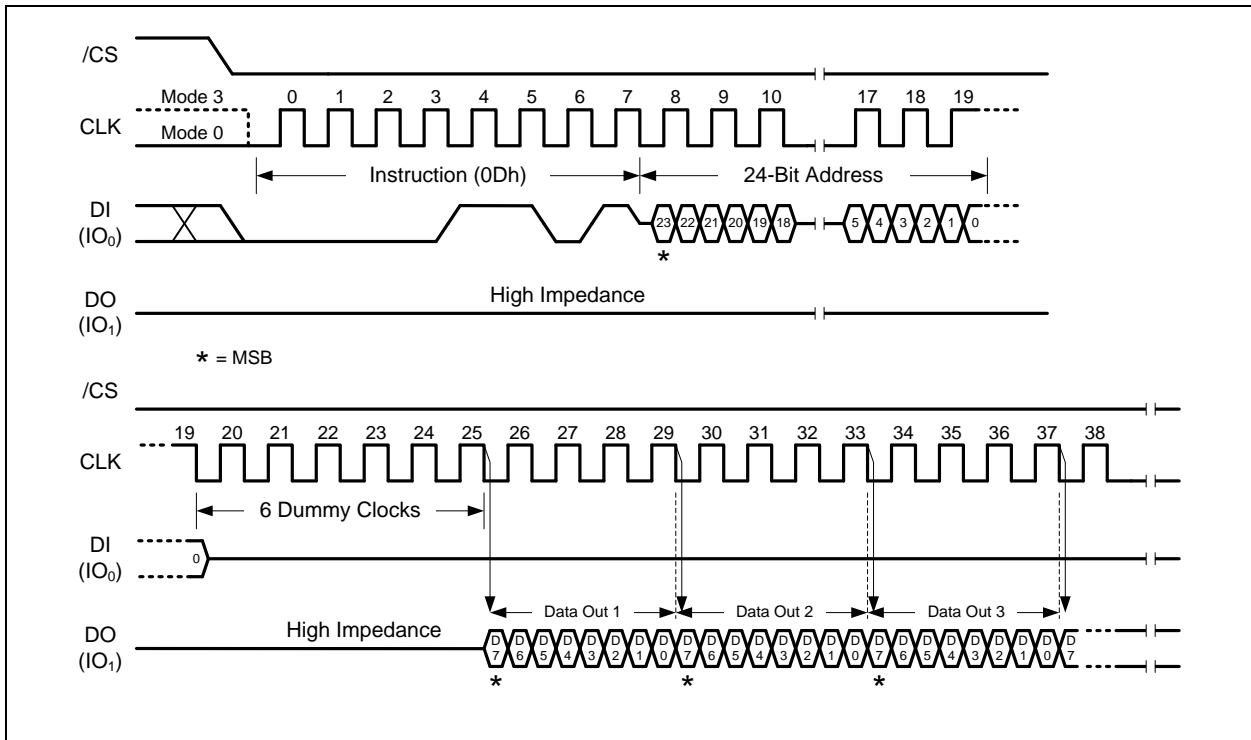 /CS
Mode 3 0 1 2 3 4 5 6 7 8 9 10 17 18 19
CLK
Mode 0
Instruction (0Dh) 24-Bit Address
DI
(IO0)
23 22 21 20 19 18 5 4 3 2 1 0
*
High Impedance
DO
(IO1)
* = MSB
/CS
19 20 21 22 23 24 25 26 27 28 29 30 31 32 33 34 35 36 37 38
CLK
6 Dummy Clocks
DI
(IO0)
0
Data Out 1 Data Out 2 Data Out 3
High Impedance
DO
(IO1)
D7 D6 D5 D4 D3 D2 D1 D0 D7 D6 D5 D4 D3 D2 D1 D0 D7 D6 D5 D4 D3 D2 D1 D0 D7
* * *